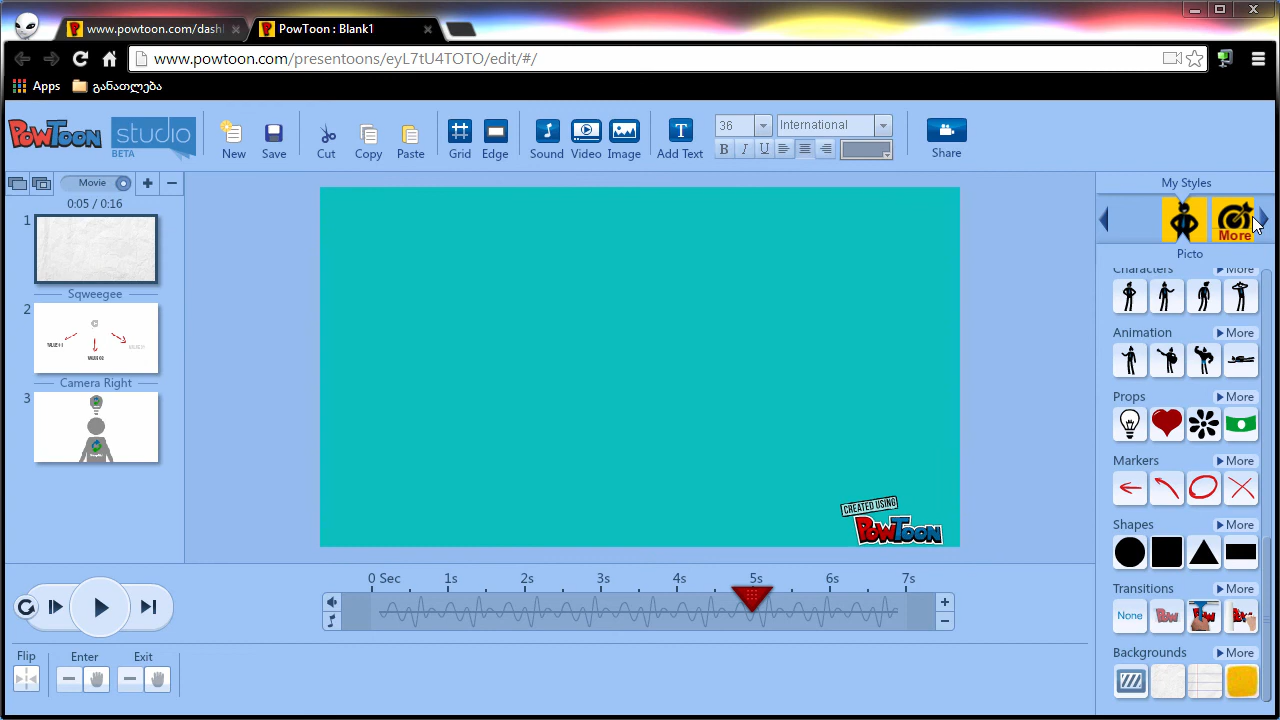 www.powtoon.com/dashl
PowToon : Blank1
www.powtoon.com/presentoons/eyL7tU4TOTO/edit/#/
Apps
განათლება
POWTOON studio BETA
New
Save
Cut
Copy
Paste
Grid
Edge
Sound
Video
Image
Add Text
36
International
B I U
Share
Movie
0:05 / 0:16
1
Sqweegee
2
Camera Right
3
CREATED USING
POWTOON
My Styles
More
Picto
Characters More
Animation More
Props More
Markers More
Shapes More
Transitions More
None
Backgrounds More
0 Sec 1s 2s 3s 4s 5s 6s 7s
Flip
Enter
Exit